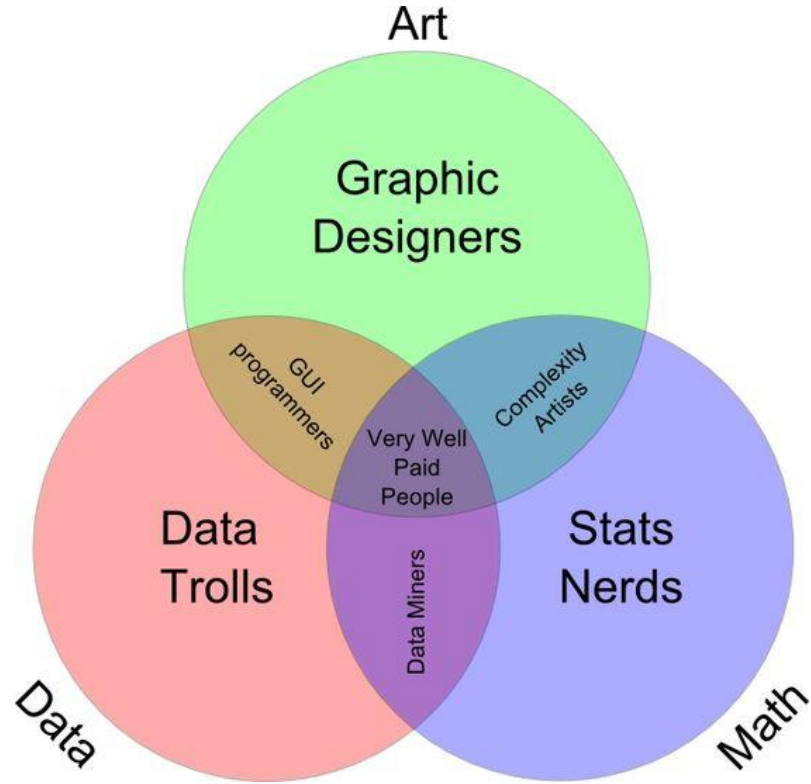 Art
Graphic
Designers
GUI
programmers
Complexity
Artists
Very Well
Paid
People
Data
Trolls
Stats
Nerds
Data Miners
Data
Math